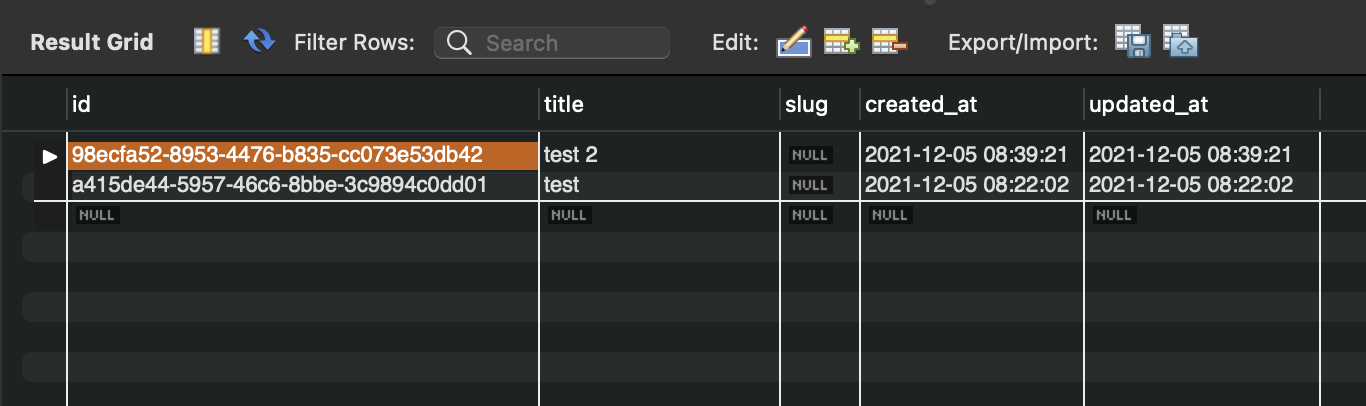 Result Grid Filter Rows: Search Edit: Export/Import:
id title slug created_at updated_at
98ecfa52-8953-4476-b835-cc073e53db42 test 2 NULL 2021-12-05 08:39:21 2021-12-05 08:39:21
a415de44-5957-46c6-8bbe-3c9894c0dd01 test NULL 2021-12-05 08:22:02 2021-12-05 08:22:02
NULL NULL NULL NULL NULL